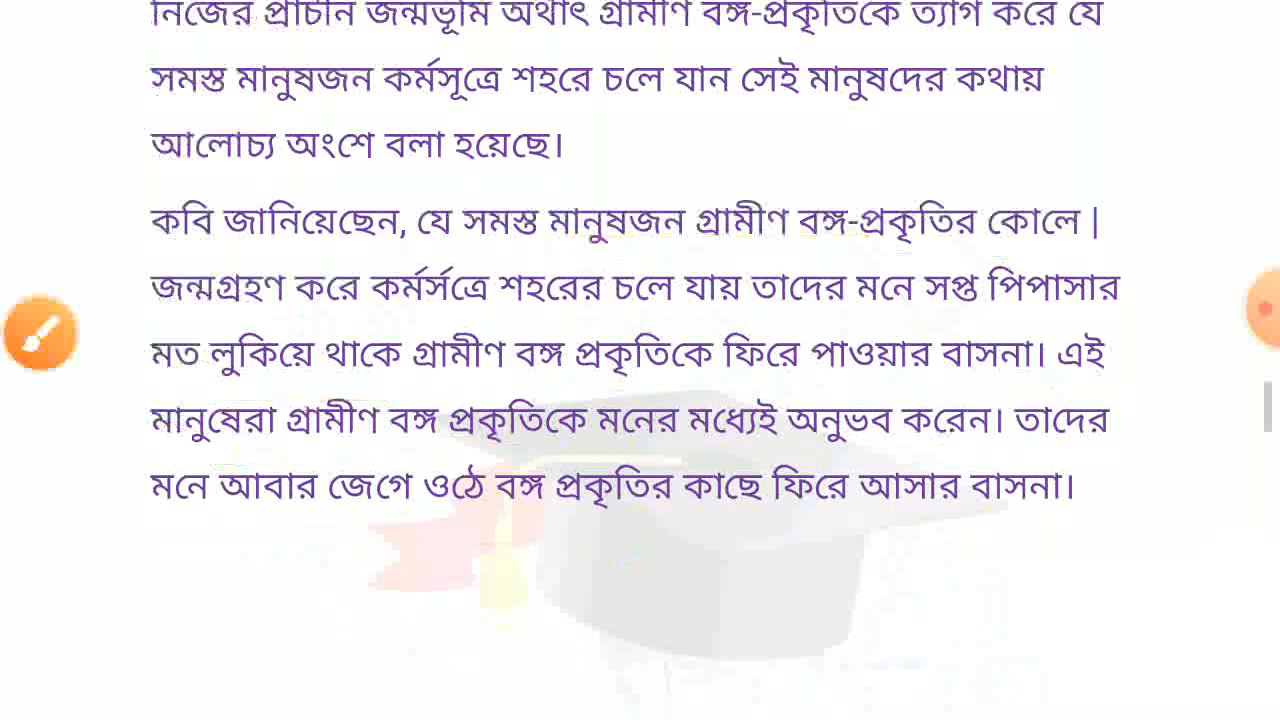 নিজের প্রাচীন জন্মভূমি অর্থাৎ গ্রামীণ বঙ্গ-প্রকৃতিকে ত্যাগ করে যে
সমস্ত মানুষজন কর্মসূত্রে শহরে চলে যান সেই মানুষদের কথায়
আলোচ্য অংশে বলা হয়েছে।
কবি জানিয়েছেন, যে সমস্ত মানুষজন গ্রামীণ বঙ্গ-প্রকৃতির কোলে |
জন্মগ্রহণ করে কর্মর্সত্রে শহরের চলে যায় তাদের মনে সপ্ত পিপাসার
মত লুকিয়ে থাকে গ্রামীণ বঙ্গ প্রকৃতিকে ফিরে পাওয়ার বাসনা। এই
মানুষেরা গ্রামীণ বঙ্গ প্রকৃতিকে মনের মধ্যেই অনুভব করেন। তাদের
মনে আবার জেগে ওঠে বঙ্গ প্রকৃতির কাছে ফিরে আসার বাসনা।